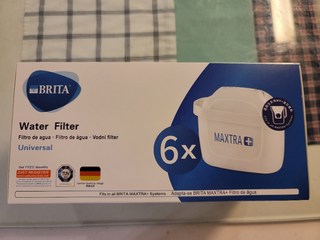 BRITA
Water Filter
Filtro de agua · Filtro de água · Vodní filter
Universal
6x
MAXTRA+
Fits in all BRITA MAXTRA+ Systems
Adapta-se BRITA MAXTRA+ Filtro de água